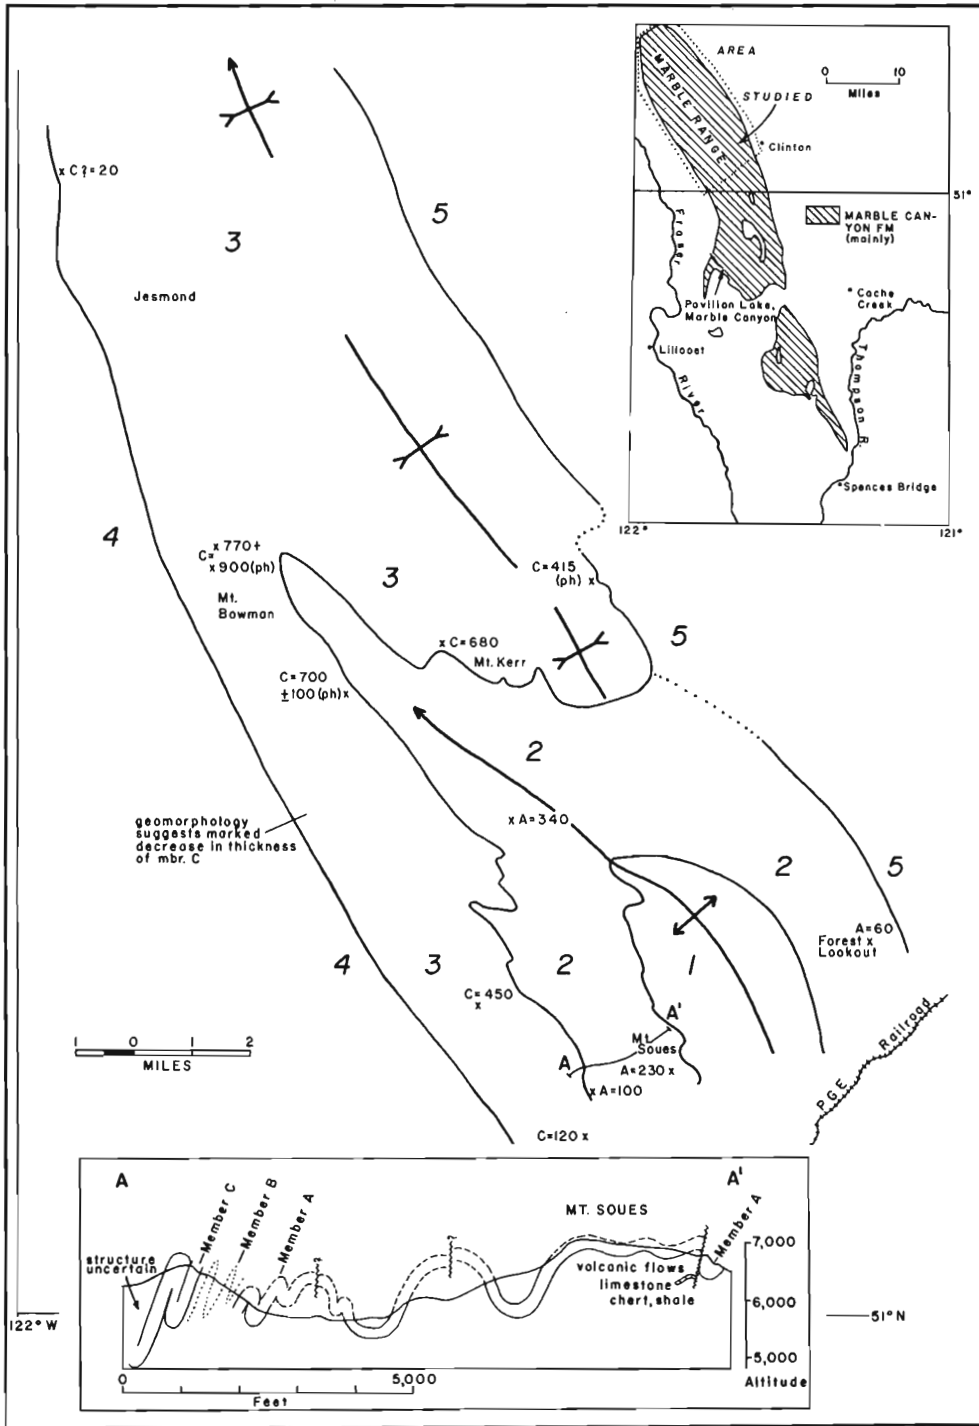 AREA
0 10
Miles
STUDIED
MARBLE RANGE
Clinton
51°
MARBLE CAN-
YON FM
(mainly)
Fraser
River
Pavilion Lake,
Marble Canyon
Cache
Creek
Lillooet
Thompson R.
Spences Bridge
122°
121°
x C?=20
3
5
Jesmond
4
C=
x 770+
x 900(ph)
Mt.
Bowman
3
C=415
(ph) x
x C=680
Mt. Kerr
5
C=700
±100(ph)x
2
x A=340
geomorphology
suggests marked
decrease in thickness
of mbr. C
2
5
A=60
Forest x
Lookout
4
3
2
1
C=450
x
A'
Mt.
Soues
A
A=230 x
x A=100
C=120 x
1 0 1 2
MILES
PGE Railroad
A
A'
Member C
Member B
Member A
MT. SOUES
Member A
structure
uncertain
?
?
?
volcanic flows
limestone
chert, shale
7,000
6,000
5,000
Altitude
0 5,000
Feet
122° W
51° N